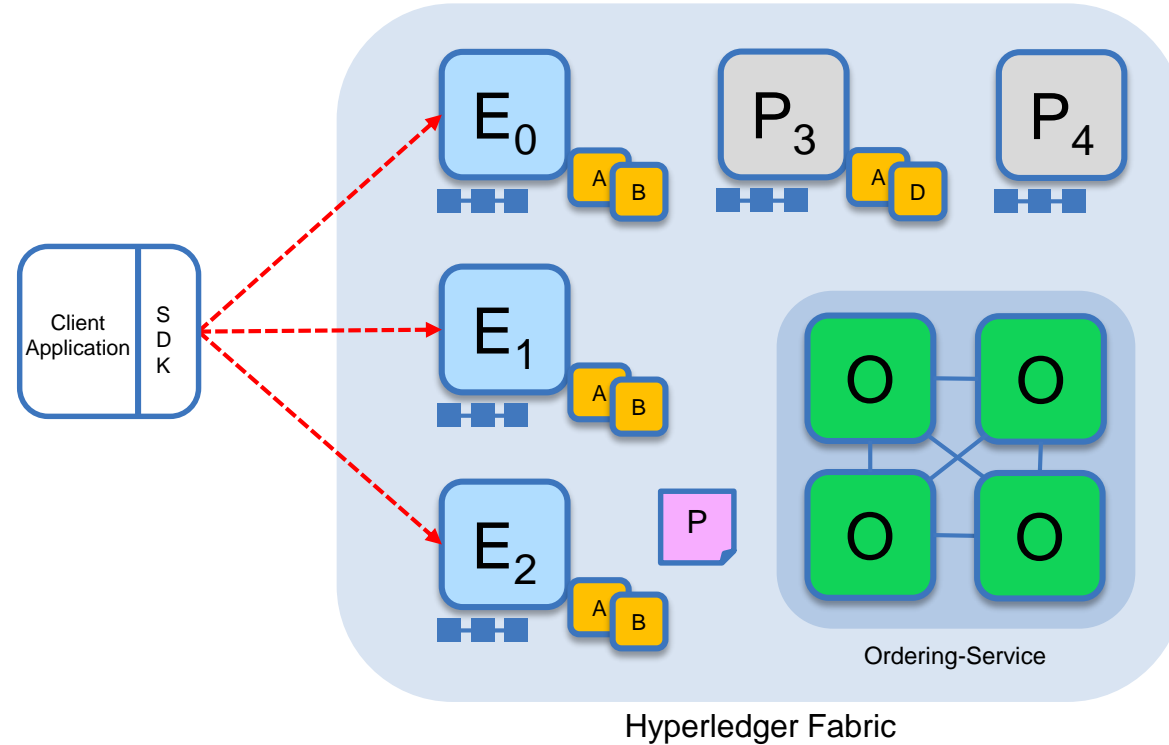 E0
A
B
P3
A
D
P4
Client
Application
S
D
K
E1
A
B
O
O
E2
A
B
P
O
O
Ordering-Service
Hyperledger Fabric